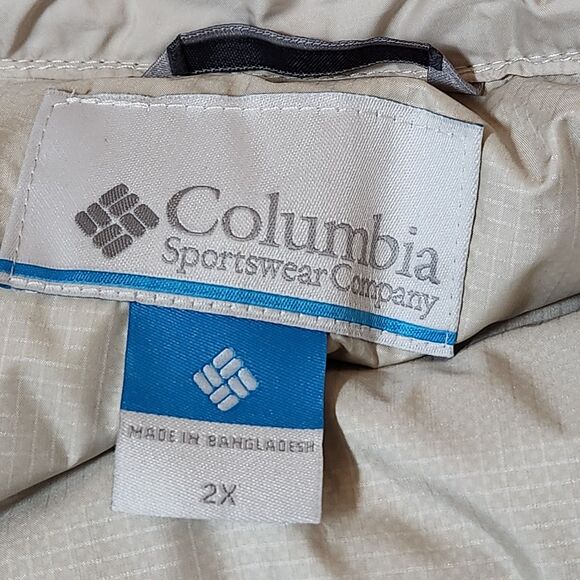 Columbia
Sportswear Company
MADE IN BANGLADESH
2X